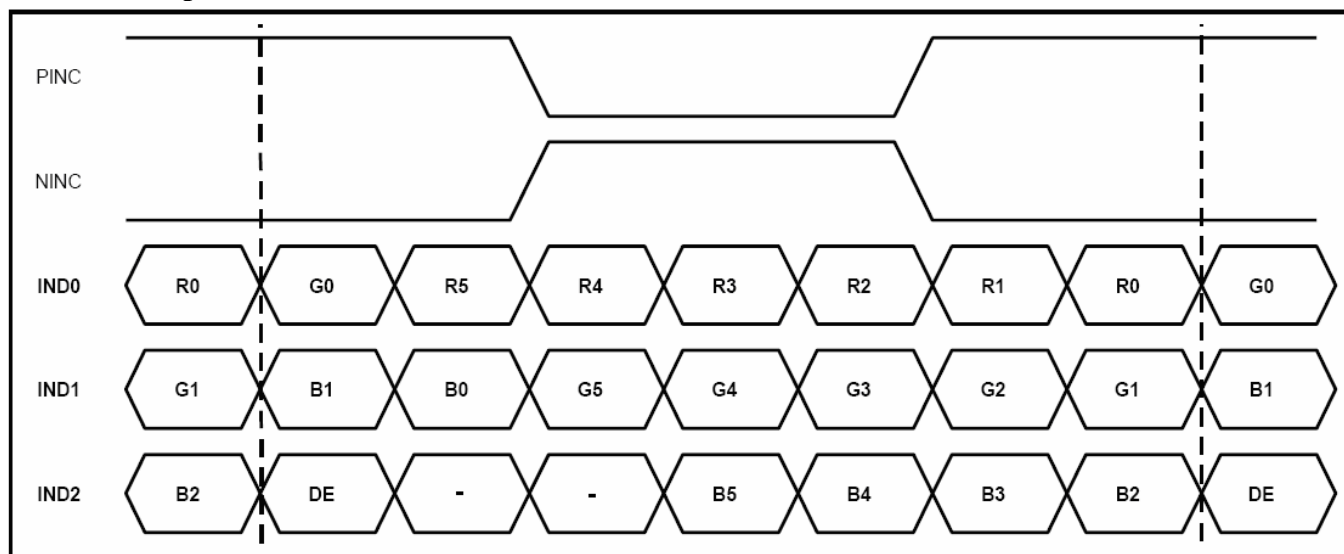 PINC
NINC
IND0 R0 G0 R5 R4 R3 R2 R1 R0 G0
IND1 G1 B1 B0 G5 G4 G3 G2 G1 B1
IND2 B2 DE - - B5 B4 B3 B2 DE